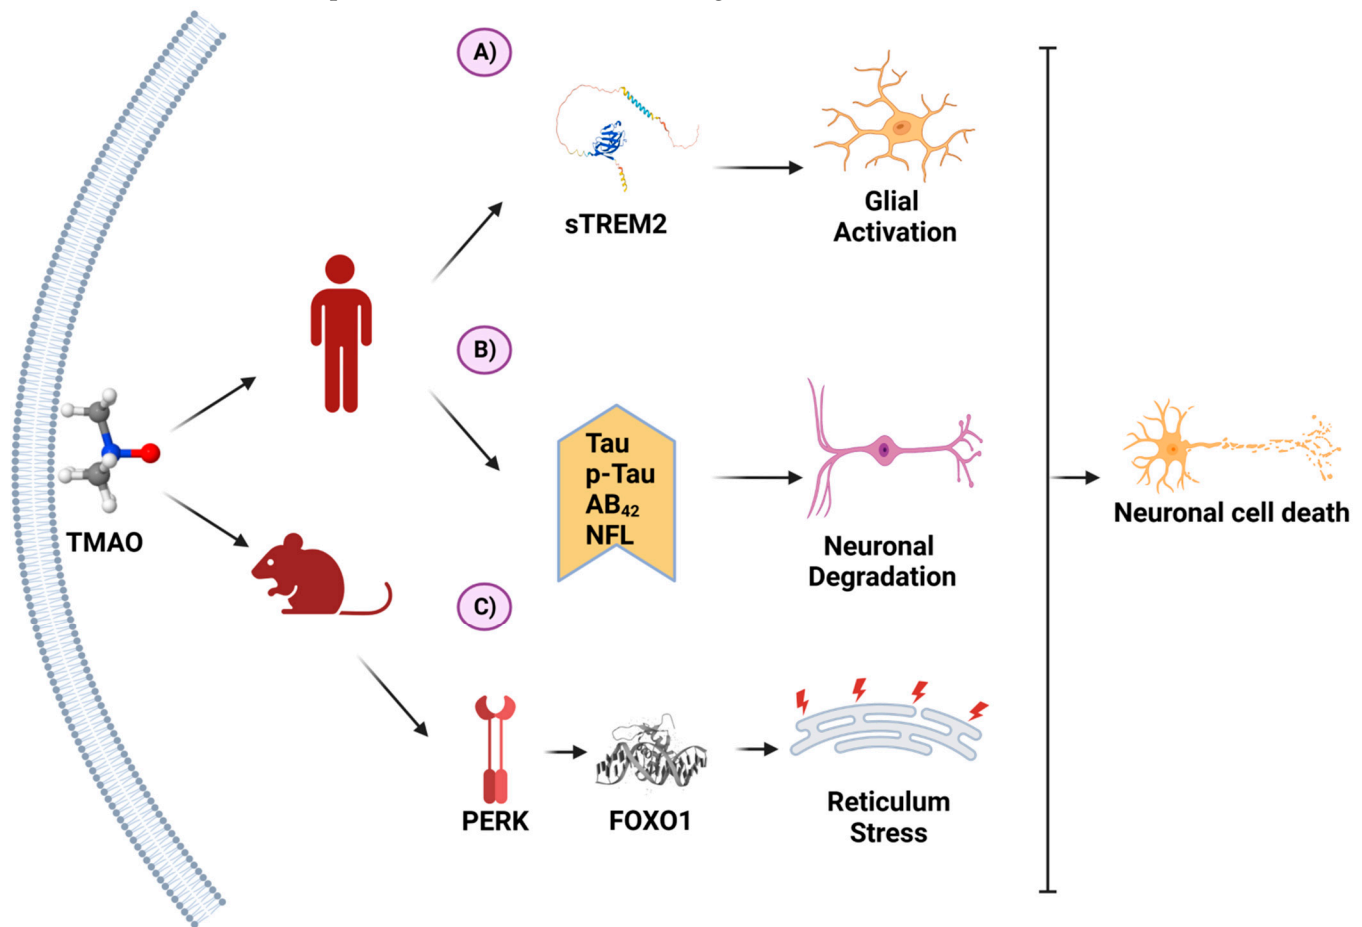 A)
sTREM2
Glial
Activation
B)
Tau
p-Tau
AB₄₂
NFL
Neuronal
Degradation
Neuronal cell death
TMAO
C)
PERK
FOXO1
Reticulum
Stress